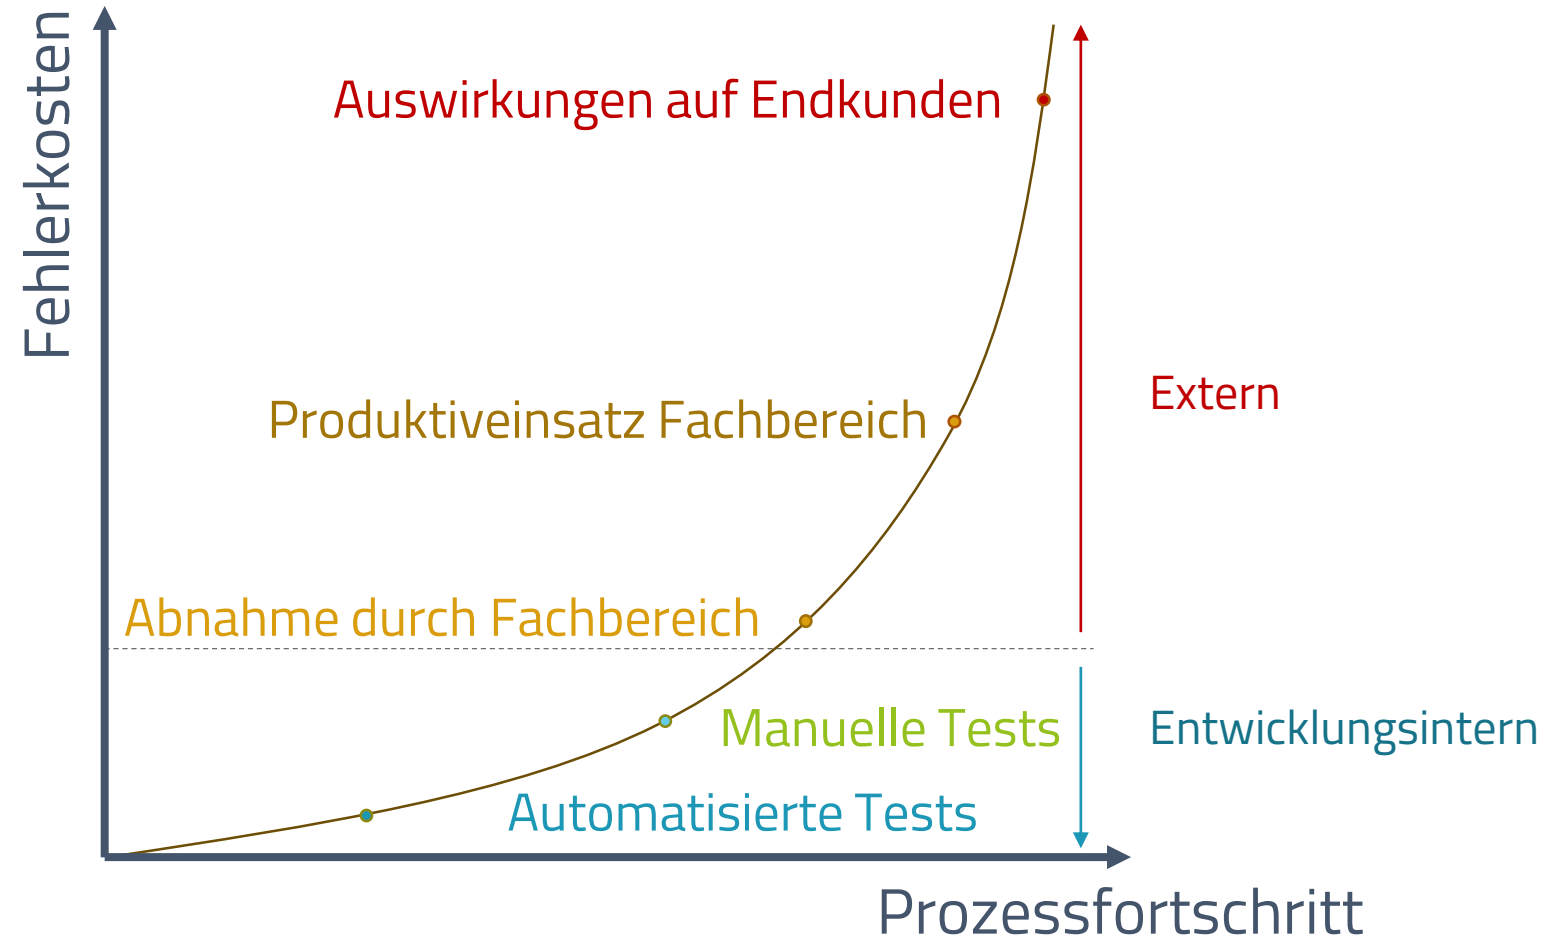 Fehlerkosten
Auswirkungen auf Endkunden
Extern
Produktiveinsatz Fachbereich
Abnahme durch Fachbereich
Manuelle Tests
Entwicklungsintern
Automatisierte Tests
Prozessfortschritt